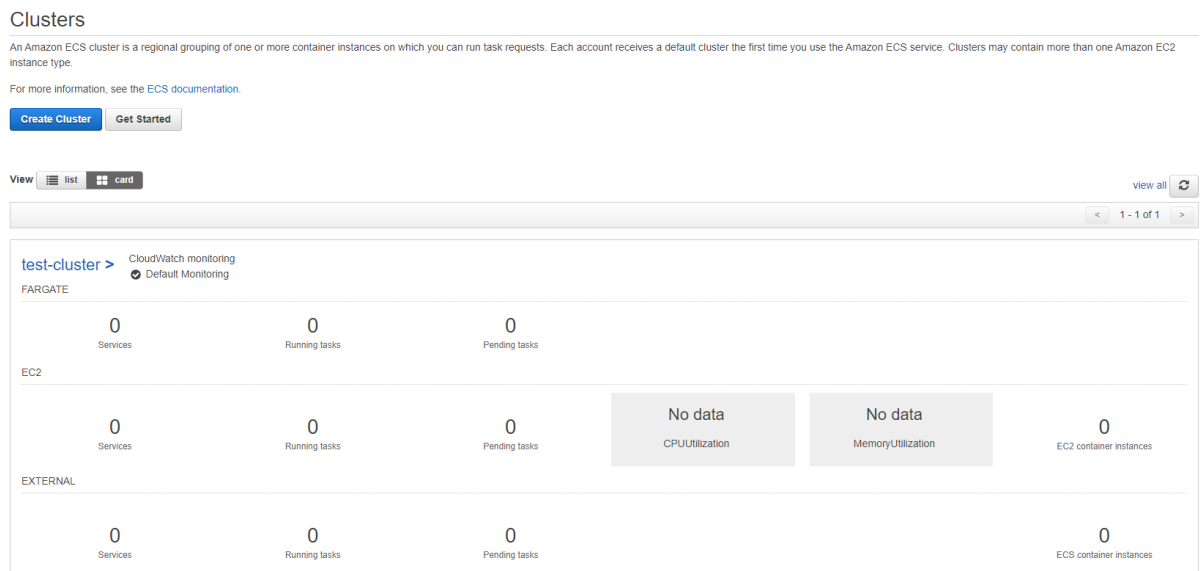 Clusters
An Amazon ECS cluster is a regional grouping of one or more container instances on which you can run task requests. Each account receives a default cluster the first time you use the Amazon ECS service. Clusters may contain more than one Amazon EC2
instance type.
For more information, see the ECS documentation.
Create Cluster Get Started
View list card
view all
< 1 - 1 of 1 >
test-cluster > CloudWatch monitoring
Default Monitoring
FARGATE
0 0 0
Services Running tasks Pending tasks
EC2
No data No data
0 0 0 0
CPUUtilization MemoryUtilization
Services Running tasks Pending tasks EC2 container instances
EXTERNAL
0 0 0 0
Services Running tasks Pending tasks ECS container instances